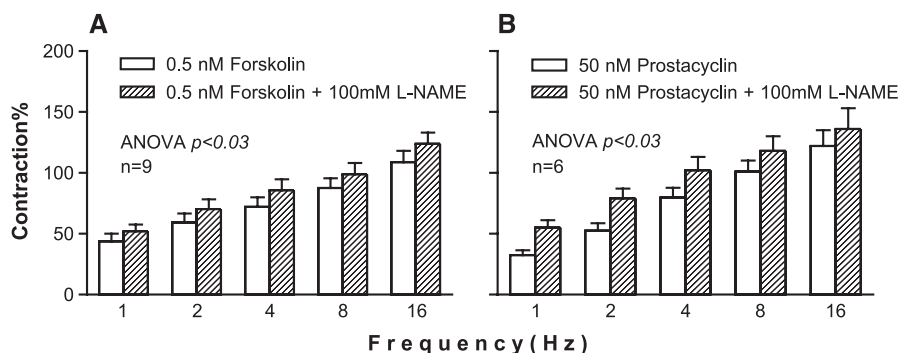 A
200
150
100
50
0
Contraction%
0.5 nM Forskolin
0.5 nM Forskolin + 100mM L-NAME
ANOVA p<0.03
n=9
1 2 4 8 16
B
50 nM Prostacyclin
50 nM Prostacyclin + 100mM L-NAME
ANOVA p<0.03
n=6
1 2 4 8 16
Frequency(Hz)